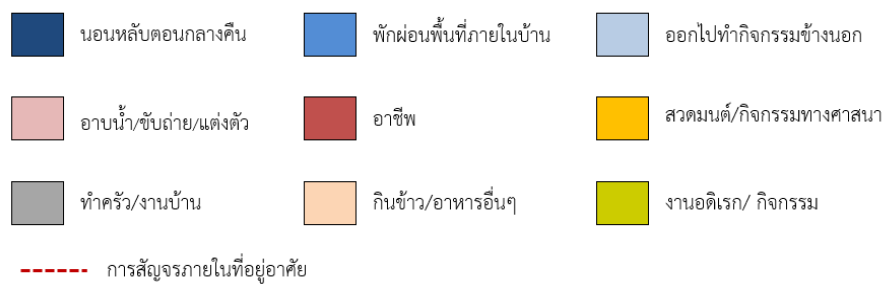 นอนหลับตอนกลางคืน
พักผ่อนพื้นที่ภายในบ้าน
ออกไปทำกิจกรรมข้างนอก
อาบน้ำ/ขับถ่าย/แต่งตัว
อาชีพ
สวดมนต์/กิจกรรมทางศาสนา
ทำครัว/งานบ้าน
กินข้าว/อาหารอื่นๆ
งานอดิเรก/ กิจกรรม
การสัญจรภายในที่อยู่อาศัย